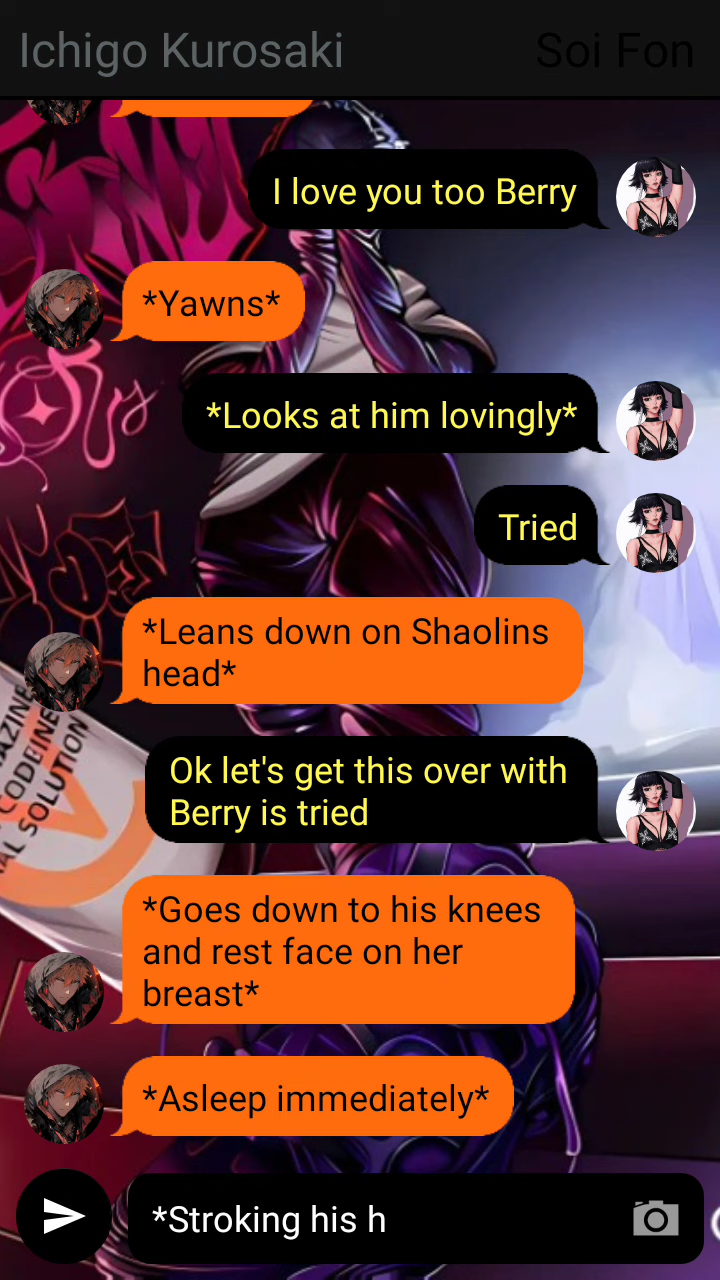 Ichigo Kurosaki
Soi Fon
I love you too Berry
*Yawns*
*Looks at him lovingly*
Tried
*Leans down on Shaolins
head*
AZINE
CODEINE
AL SOLUTION
Ok let's get this over with
Berry is tried
*Goes down to his knees
and rest face on her
breast*
*Asleep immediately*
*Stroking his h